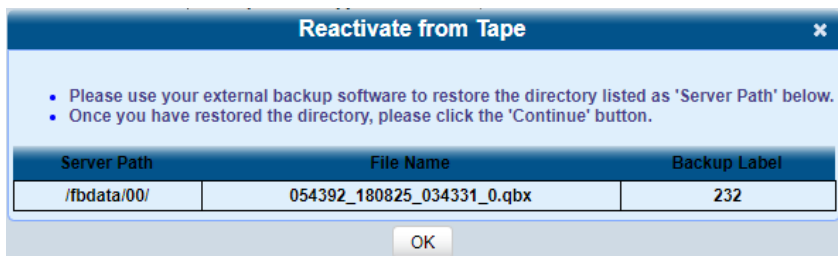 Reactivate from Tape
Please use your external backup software to restore the directory listed as 'Server Path' below.
Once you have restored the directory, please click the 'Continue' button.
Server Path File Name Backup Label
/fbdata/00/ 054392_180825_034331_0.qbx 232
OK